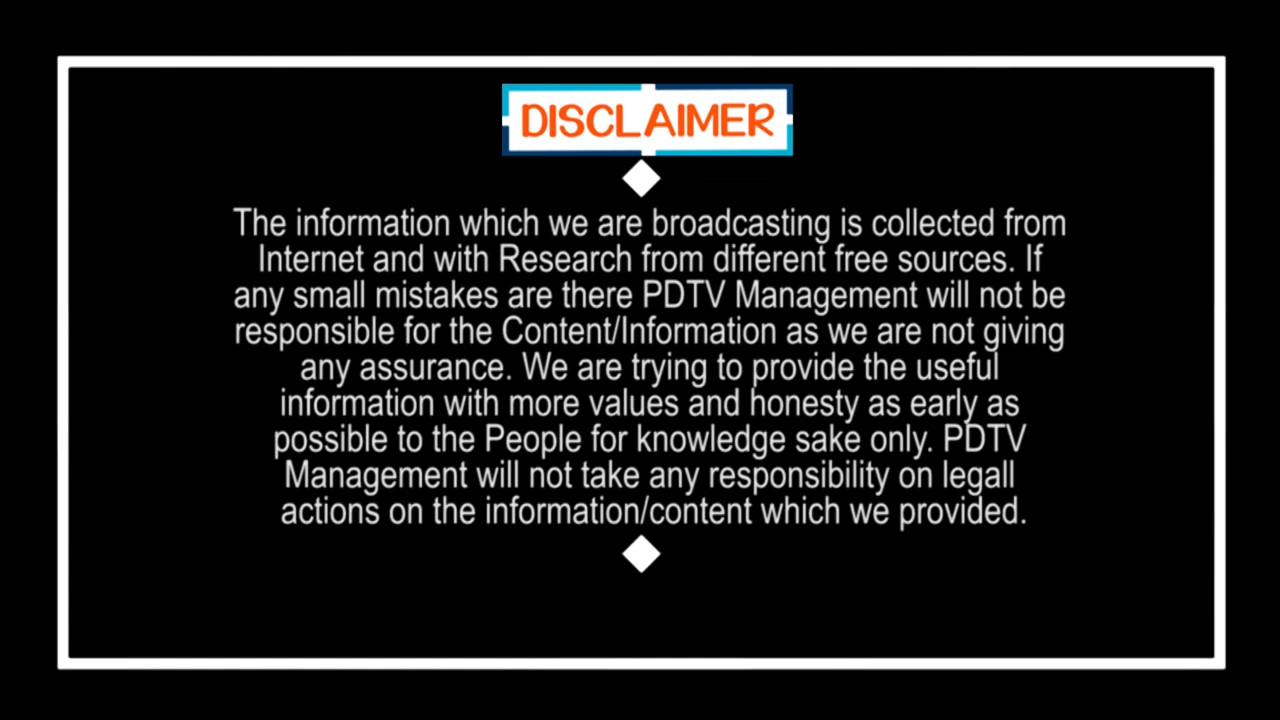 DISCLAIMER
The information which we are broadcasting is collected from
Internet and with Research from different free sources. If
any small mistakes are there PDTV Management will not be
responsible for the Content/Information as we are not giving
any assurance. We are trying to provide the useful
information with more values and honesty as early as
possible to the People for knowledge sake only. PDTV
Management will not take any responsibility on legall
actions on the information/content which we provided.